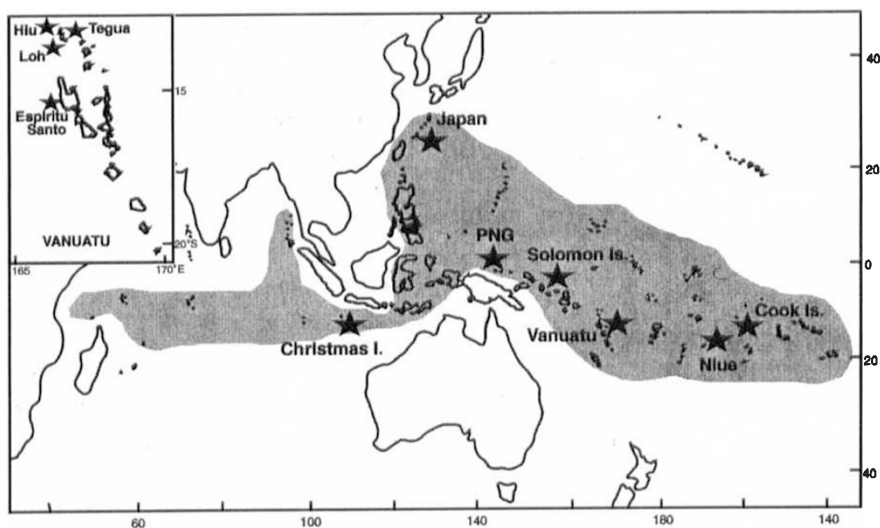 Hiu
Tegua
Loh
Espiritu
Santo
15
20°S
VANUATU
165
170°E
Japan
PNG
Solomon Is.
Vanuatu
Cook Is.
Niue
Christmas I.
40
20
0
20
40
60
100
140
180
140